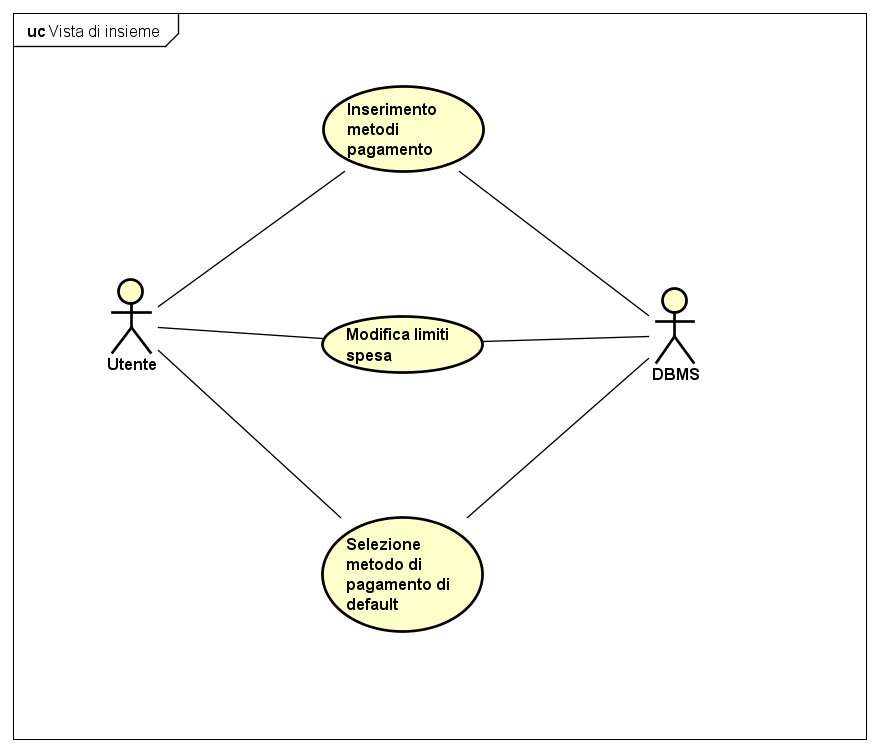 uc Vista di insieme
Inserimento
metodi
pagamento
Utente
Modifica limiti
spesa
DBMS
Selezione
metodo di
pagamento di
default